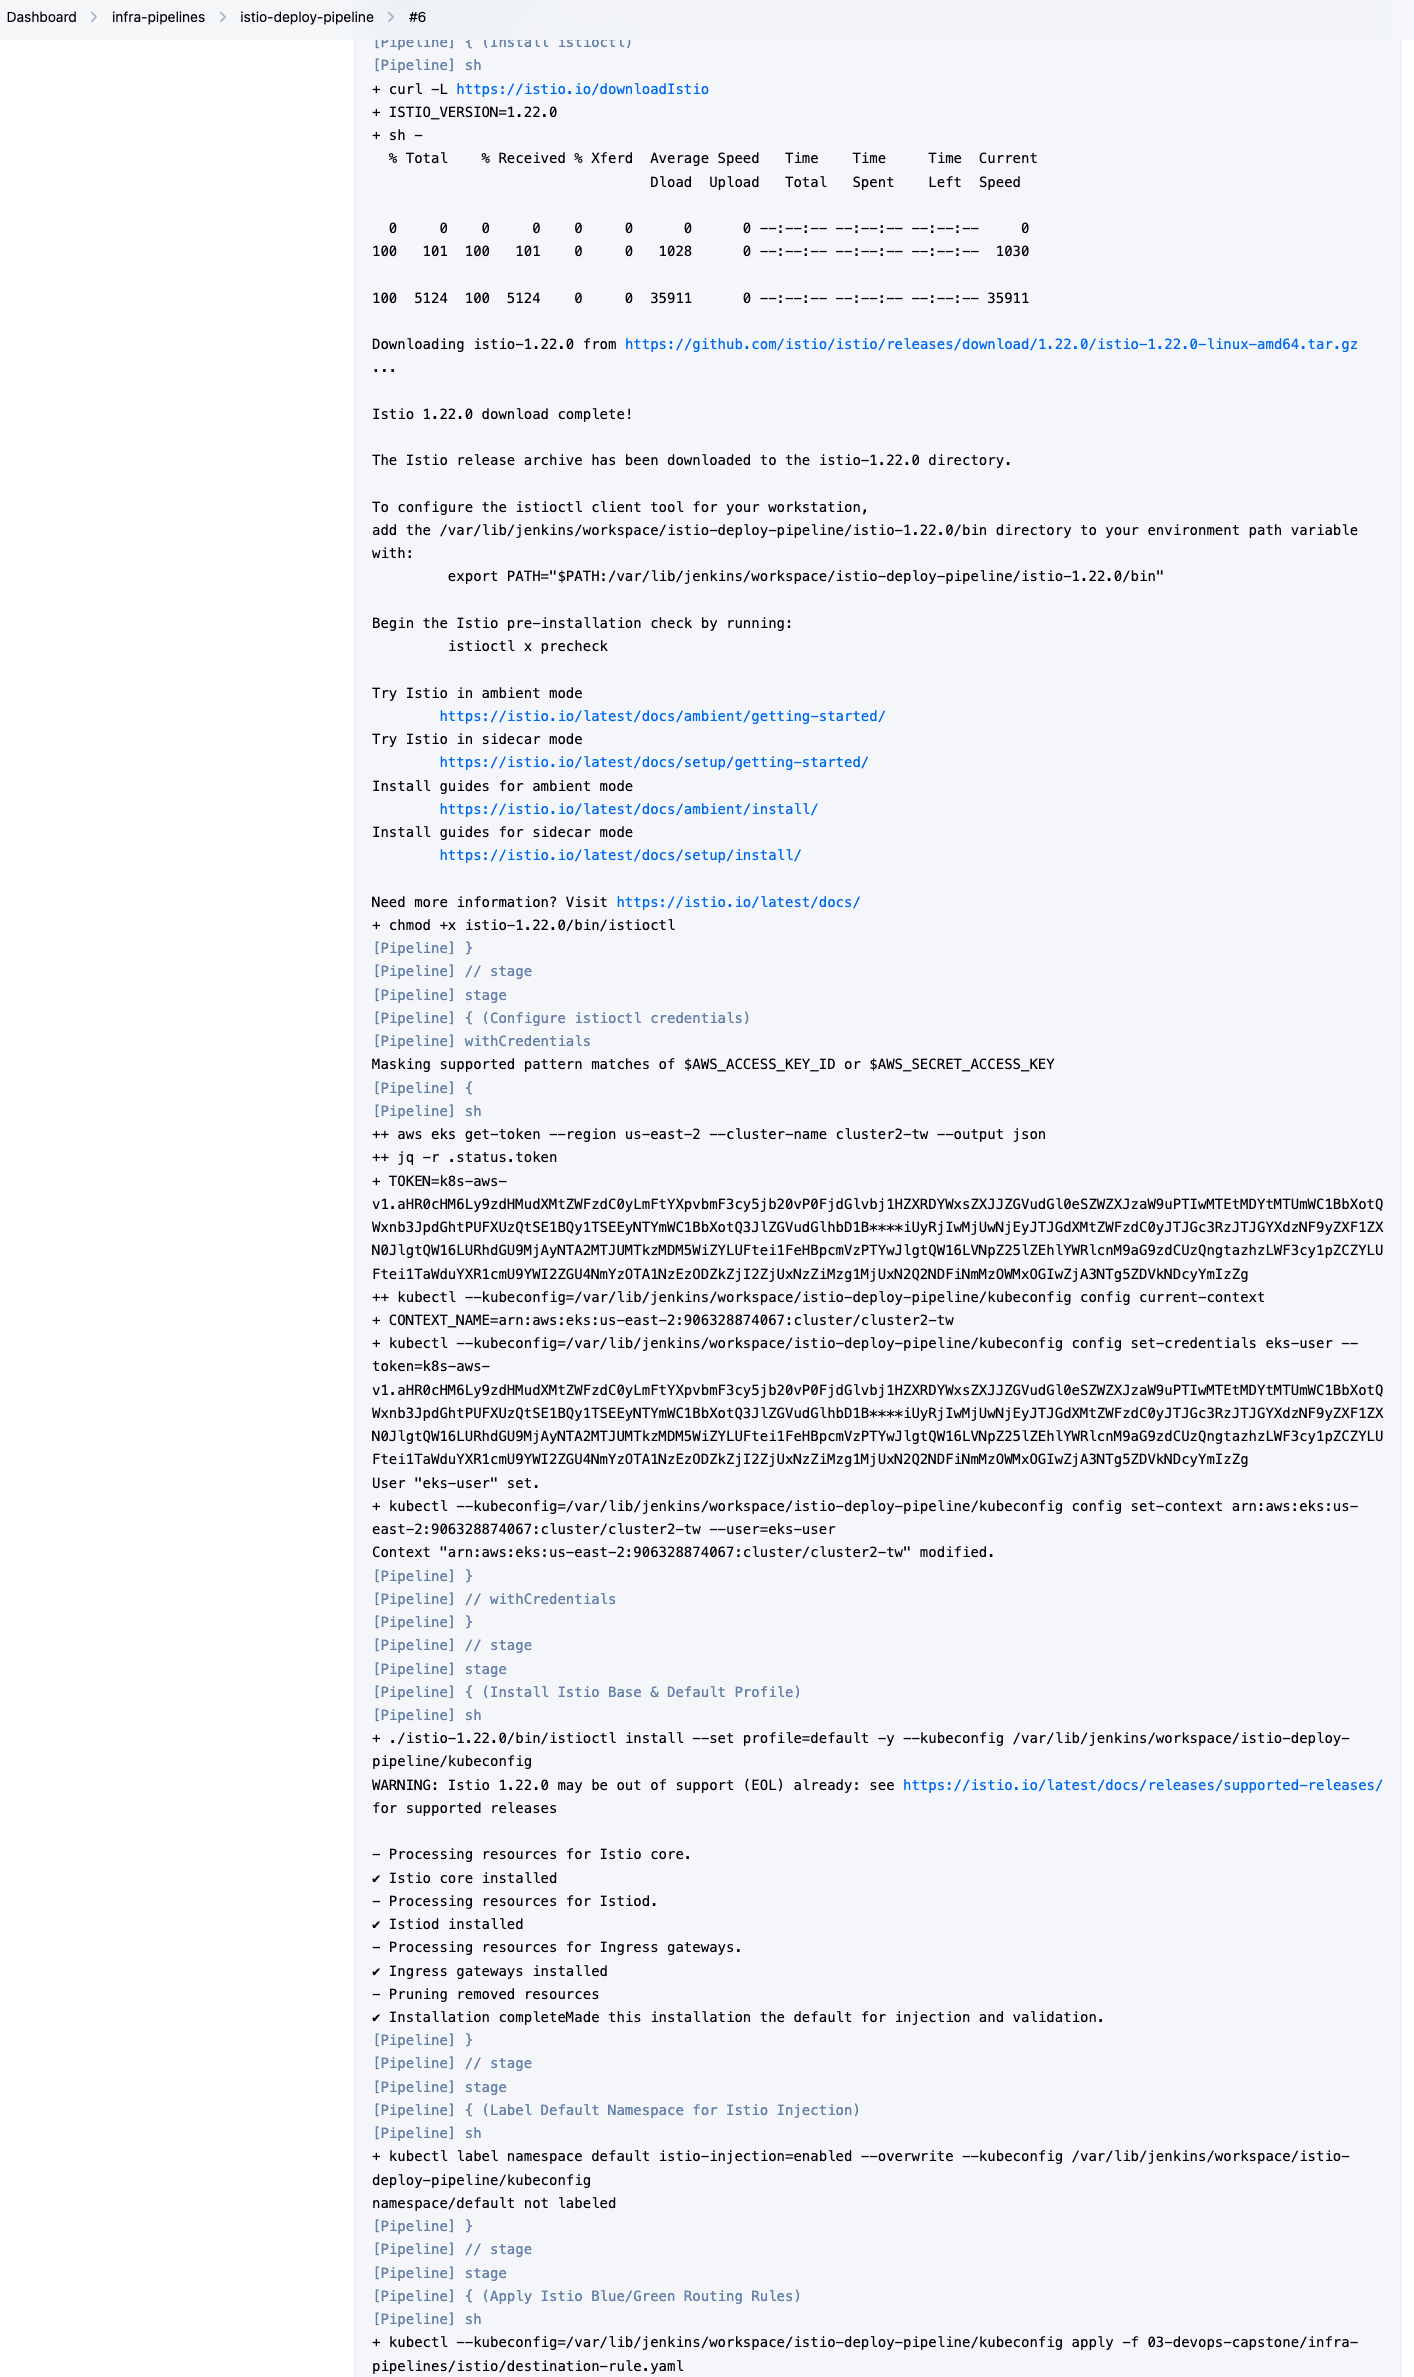 Dashboard > infra-pipelines > istio-deploy-pipeline > #6
[Pipeline] { (Install istioctl)
[Pipeline] sh
+ curl -L https://istio.io/downloadIstio
+ ISTIO_VERSION=1.22.0
+ sh -
  % Total    % Received % Xferd  Average Speed   Time    Time     Time  Current
                                 Dload  Upload   Total   Spent    Left  Speed
  0     0    0     0    0     0      0      0 --:--:-- --:--:-- --:--:--     0
100   101  100   101    0     0   1028      0 --:--:-- --:--:-- --:--:--  1030
100  5124  100  5124    0     0  35911      0 --:--:-- --:--:-- --:--:-- 35911
Downloading istio-1.22.0 from https://github.com/istio/istio/releases/download/1.22.0/istio-1.22.0-linux-amd64.tar.gz
...
Istio 1.22.0 download complete!
The Istio release archive has been downloaded to the istio-1.22.0 directory.
To configure the istioctl client tool for your workstation,
add the /var/lib/jenkins/workspace/istio-deploy-pipeline/istio-1.22.0/bin directory to your environment path variable
with:
         export PATH="$PATH:/var/lib/jenkins/workspace/istio-deploy-pipeline/istio-1.22.0/bin"
Begin the Istio pre-installation check by running:
         istioctl x precheck
Try Istio in ambient mode
        https://istio.io/latest/docs/ambient/getting-started/
Try Istio in sidecar mode
        https://istio.io/latest/docs/setup/getting-started/
Install guides for ambient mode
        https://istio.io/latest/docs/ambient/install/
Install guides for sidecar mode
        https://istio.io/latest/docs/setup/install/
Need more information? Visit https://istio.io/latest/docs/
+ chmod +x istio-1.22.0/bin/istioctl
[Pipeline] }
[Pipeline] // stage
[Pipeline] stage
[Pipeline] { (Configure istioctl credentials)
[Pipeline] withCredentials
Masking supported pattern matches of $AWS_ACCESS_KEY_ID or $AWS_SECRET_ACCESS_KEY
[Pipeline] {
[Pipeline] sh
++ aws eks get-token --region us-east-2 --cluster-name cluster2-tw --output json
++ jq -r .status.token
+ TOKEN=k8s-aws-
v1.aHR0cHM6Ly9zdHMudXMtZWFzdC0yLmFtYXpvbmF3cy5jb20vP0FjdGlvbj1HZXRDYWxsZXJJZGVudGl0eSZWZXJzaW9uPTIwMTEtMDYtMTUmWC1BbXotQ
Wxnb3JpdGhtPUFXUzQtSE1BQy1TSEEyNTYmWC1BbXotQ3JlZGVudGlhbD1B****iUyRjIwMjUwNjEyJTJGdXMtZWFzdC0yJTJGc3RzJTJGYXdzNF9yZXF1ZX
N0JlgtQW16LURhdGU9MjAyNTA2MTJUMTkzMDM5WiZYLUFtei1FeHBpcmVzPTYwJlgtQW16LVNpZ25lZEhlYWRlcnM9aG9zdCUzQngtazhzLWF3cy1pZCZYLU
Ftei1TaWduYXR1cmU9YWI2ZGU4NmYzOTA1NzEzODZkZjI2ZjUxNzZiMzg1MjUxN2Q2NDFiNmMzOWMxOGIwZjA3NTg5ZDVkNDcyYmIzZg
++ kubectl --kubeconfig=/var/lib/jenkins/workspace/istio-deploy-pipeline/kubeconfig config current-context
+ CONTEXT_NAME=arn:aws:eks:us-east-2:906328874067:cluster/cluster2-tw
+ kubectl --kubeconfig=/var/lib/jenkins/workspace/istio-deploy-pipeline/kubeconfig config set-credentials eks-user --
token=k8s-aws-
v1.aHR0cHM6Ly9zdHMudXMtZWFzdC0yLmFtYXpvbmF3cy5jb20vP0FjdGlvbj1HZXRDYWxsZXJJZGVudGl0eSZWZXJzaW9uPTIwMTEtMDYtMTUmWC1BbXotQ
Wxnb3JpdGhtPUFXUzQtSE1BQy1TSEEyNTYmWC1BbXotQ3JlZGVudGlhbD1B****iUyRjIwMjUwNjEyJTJGdXMtZWFzdC0yJTJGc3RzJTJGYXdzNF9yZXF1ZX
N0JlgtQW16LURhdGU9MjAyNTA2MTJUMTkzMDM5WiZYLUFtei1FeHBpcmVzPTYwJlgtQW16LVNpZ25lZEhlYWRlcnM9aG9zdCUzQngtazhzLWF3cy1pZCZYLU
Ftei1TaWduYXR1cmU9YWI2ZGU4NmYzOTA1NzEzODZkZjI2ZjUxNzZiMzg1MjUxN2Q2NDFiNmMzOWMxOGIwZjA3NTg5ZDVkNDcyYmIzZg
User "eks-user" set.
+ kubectl --kubeconfig=/var/lib/jenkins/workspace/istio-deploy-pipeline/kubeconfig config set-context arn:aws:eks:us-
east-2:906328874067:cluster/cluster2-tw --user=eks-user
Context "arn:aws:eks:us-east-2:906328874067:cluster/cluster2-tw" modified.
[Pipeline] }
[Pipeline] // withCredentials
[Pipeline] }
[Pipeline] // stage
[Pipeline] stage
[Pipeline] { (Install Istio Base & Default Profile)
[Pipeline] sh
+ ./istio-1.22.0/bin/istioctl install --set profile=default -y --kubeconfig /var/lib/jenkins/workspace/istio-deploy-
pipeline/kubeconfig
WARNING: Istio 1.22.0 may be out of support (EOL) already: see https://istio.io/latest/docs/releases/supported-releases/
for supported releases
- Processing resources for Istio core.
✔ Istio core installed
- Processing resources for Istiod.
✔ Istiod installed
- Processing resources for Ingress gateways.
✔ Ingress gateways installed
- Pruning removed resources
✔ Installation completeMade this installation the default for injection and validation.
[Pipeline] }
[Pipeline] // stage
[Pipeline] stage
[Pipeline] { (Label Default Namespace for Istio Injection)
[Pipeline] sh
+ kubectl label namespace default istio-injection=enabled --overwrite --kubeconfig /var/lib/jenkins/workspace/istio-
deploy-pipeline/kubeconfig
namespace/default not labeled
[Pipeline] }
[Pipeline] // stage
[Pipeline] stage
[Pipeline] { (Apply Istio Blue/Green Routing Rules)
[Pipeline] sh
+ kubectl --kubeconfig=/var/lib/jenkins/workspace/istio-deploy-pipeline/kubeconfig apply -f 03-devops-capstone/infra-
pipelines/istio/destination-rule.yaml